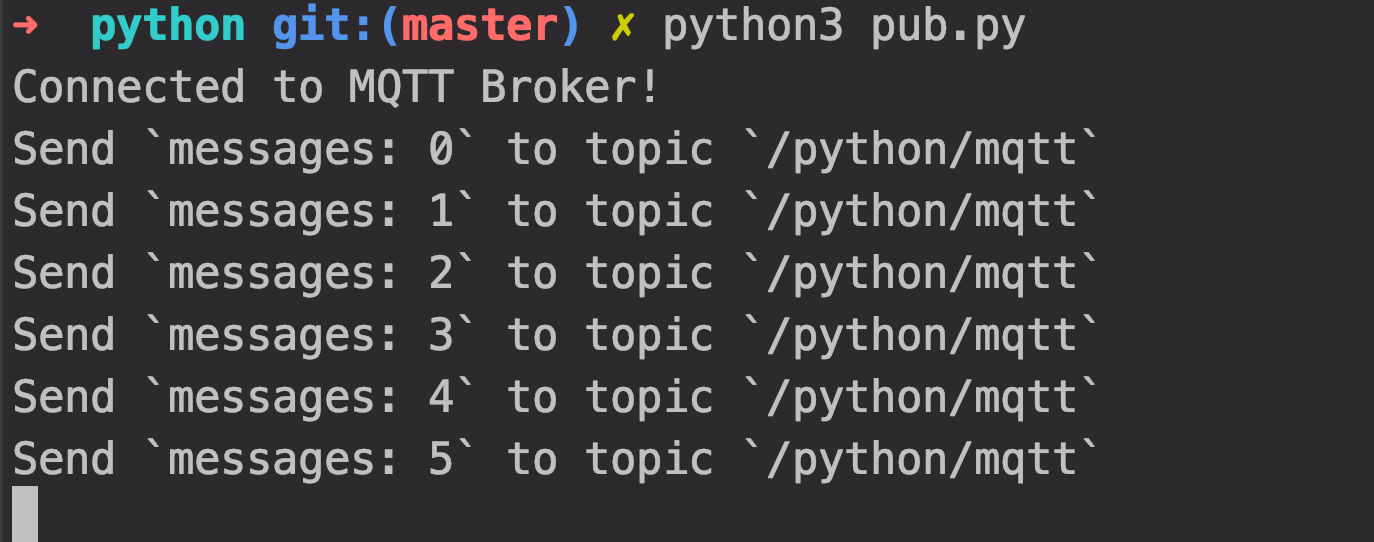 ➜  python git:(master) ✗ python3 pub.py
Connected to MQTT Broker!
Send `messages: 0` to topic `/python/mqtt`
Send `messages: 1` to topic `/python/mqtt`
Send `messages: 2` to topic `/python/mqtt`
Send `messages: 3` to topic `/python/mqtt`
Send `messages: 4` to topic `/python/mqtt`
Send `messages: 5` to topic `/python/mqtt`